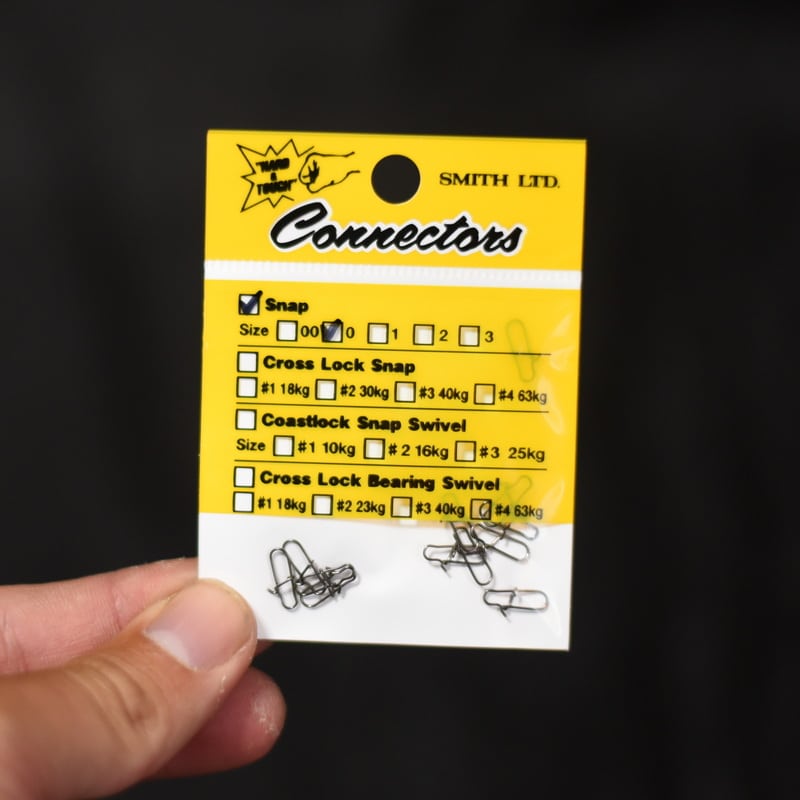 "HARD
&
TOUGH"
SMITH LTD.
Connectors
Snap
Size 00 0 1 2 3
Cross Lock Snap
#1 18kg #2 30kg #3 40kg #4 63kg
Coastlock Snap Swivel
Size #1 10kg #2 16kg #3 25kg
Cross Lock Bearing Swivel
#1 18kg #2 23kg #3 40kg #4 63kg